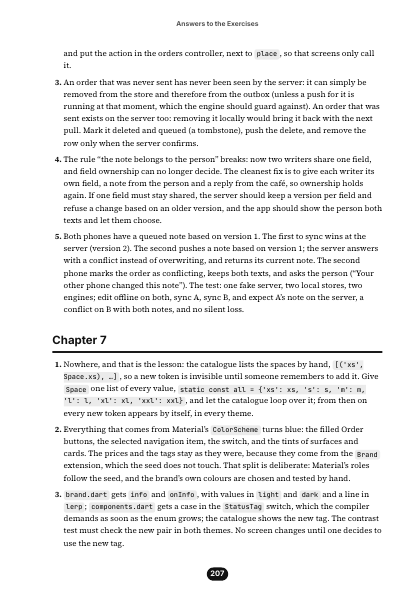 Answers to the Exercises
and put the action in the orders controller, next to place, so that screens only call
it.
3. An order that was never sent has never been seen by the server: it can simply be
removed from the store and therefore from the outbox (unless a push for it is
running at that moment, which the engine should guard against). An order that was
sent exists on the server too: removing it locally would bring it back with the next
pull. Mark it deleted and queued (a tombstone), push the delete, and remove the
row only when the server confirms.
4. The rule “the note belongs to the person” breaks: now two writers share one field,
and field ownership can no longer decide. The cleanest fix is to give each writer its
own field, a note from the person and a reply from the café, so ownership holds
again. If one field must stay shared, the server should keep a version per field and
refuse a change based on an older version, and the app should show the person both
texts and let them choose.
5. Both phones have a queued note based on version 1. The first to sync wins at the
server (version 2). The second pushes a note based on version 1; the server answers
with a conflict instead of overwriting, and returns its current note. The second
phone marks the order as conflicting, keeps both texts, and asks the person (“Your
other phone changed this note”). The test: one fake server, two local stores, two
engines; edit offline on both, sync A, sync B, and expect A’s note on the server, a
conflict on B with both notes, and no silent loss.
Chapter 7
1. Nowhere, and that is the lesson: the catalogue lists the spaces by hand, [('xs',
Space.xs), …], so a new token is invisible until someone remembers to add it. Give
Space one list of every value, static const all = {'xs': xs, 's': s, 'm': m,
'l': l, 'xl': xl, 'xxl': xxl}, and let the catalogue loop over it; from then on
every new token appears by itself, in every theme.
2. Everything that comes from Material’s ColorScheme turns blue: the filled Order
buttons, the selected navigation item, the switch, and the tints of surfaces and
cards. The prices and the tags stay as they were, because they come from the Brand
extension, which the seed does not touch. That split is deliberate: Material’s roles
follow the seed, and the brand’s own colours are chosen and tested by hand.
3. brand.dart gets info and onInfo, with values in light and dark and a line in
lerp; components.dart gets a case in the StatusTag switch, which the compiler
demands as soon as the enum grows; the catalogue shows the new tag. The contrast
test must check the new pair in both themes. No screen changes until one decides to
use the new tag.
207